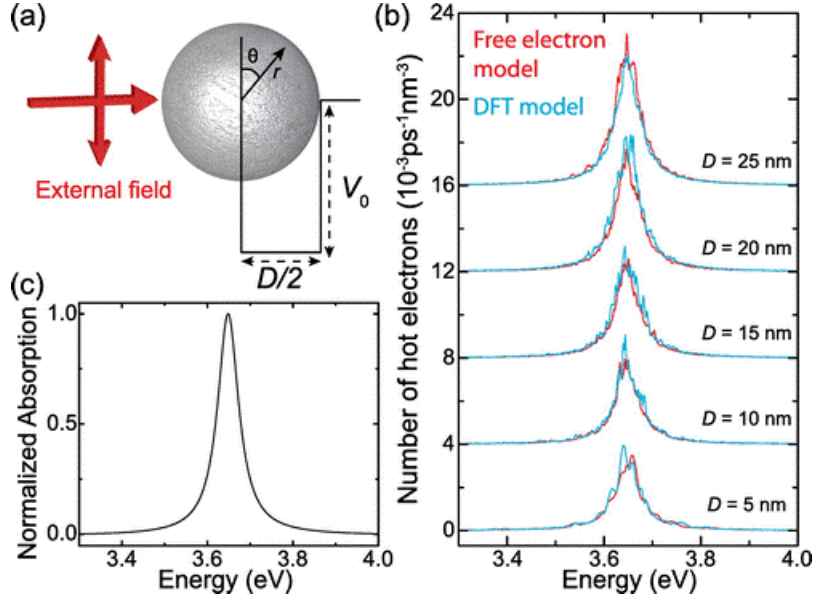 (a)
θ
r
External field
V0
D/2
(b)
24
20
16
12
8
4
0
Number of hot electrons (10-3ps-1nm-3)
Free electron
model
DFT model
D = 25 nm
D = 20 nm
D = 15 nm
D = 10 nm
D = 5 nm
3.4
3.6
3.8
4.0
Energy (eV)
(c)
Normalized Absorption
1.0
0.5
0.0
3.4
3.6
3.8
4.0
Energy (eV)